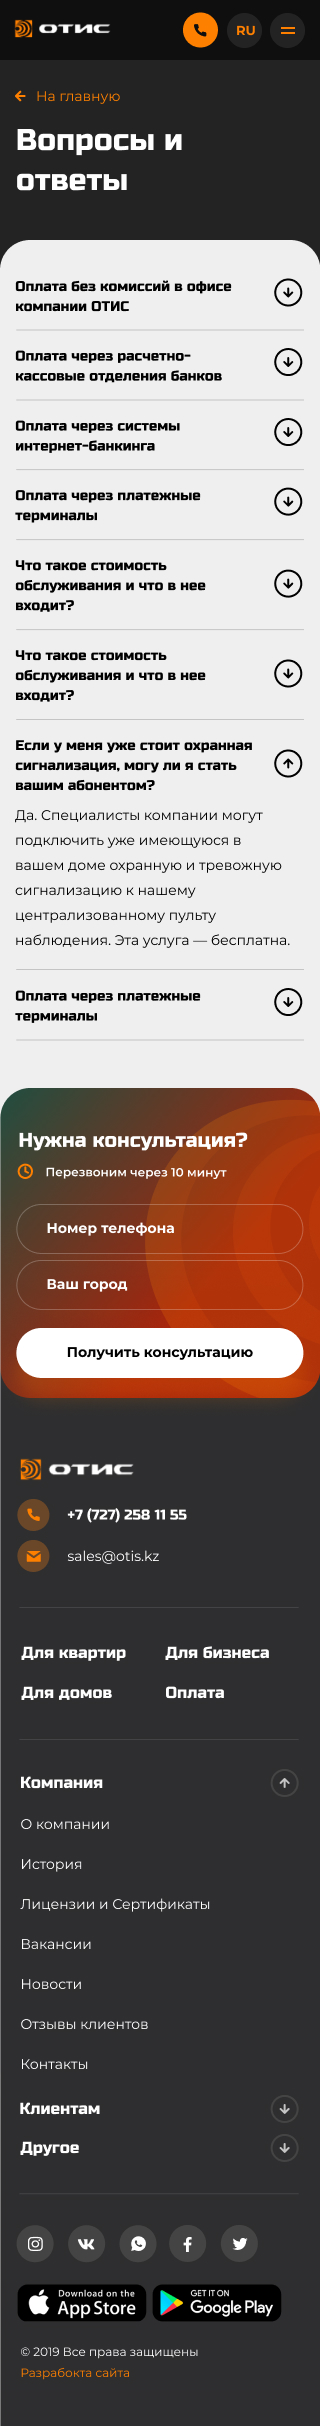 ОТИС
RU
На главную
Вопросы и
ответы
Оплата без комиссий в офисе
компании ОТИС
Оплата через расчетно-
кассовые отделения банков
Оплата через системы
интернет-банкинга
Оплата через платежные
терминалы
Что такое стоимость
обслуживания и что в нее
входит?
Что такое стоимость
обслуживания и что в нее
входит?
Если у меня уже стоит охранная
сигнализация, могу ли я стать
вашим абонентом?
Да. Специалисты компании могут
подключить уже имеющуюся в
вашем доме охранную и тревожную
сигнализацию к нашему
централизованному пульту
наблюдения. Эта услуга — бесплатна.
Оплата через платежные
терминалы
Нужна консультация?
Перезвоним через 10 минут
Номер телефона
Ваш город
Получить консультацию
ОТИС
+7 (727) 258 11 55
sales@otis.kz
Для квартир
Для бизнеса
Для домов
Оплата
Компания
О компании
История
Лицензии и Сертификаты
Вакансии
Новости
Отзывы клиентов
Контакты
Клиентам
Другое
Download on the
App Store
GET IT ON
Google Play
© 2019 Все права защищены
Разрабокта сайта